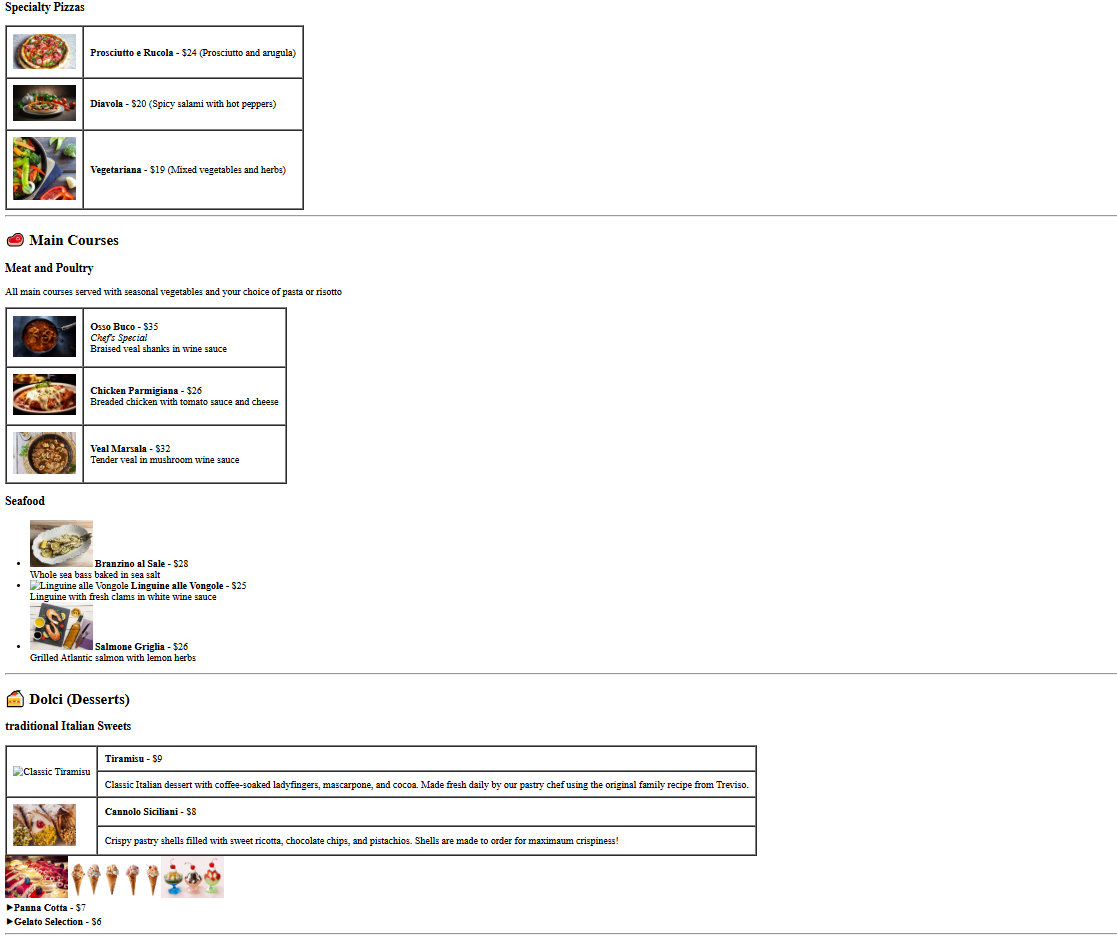 Specialty Pizzas
Prosciutto e Rucola - $24 (Prosciutto and arugula)
Diavola - $20 (Spicy salami with hot peppers)
Vegetariana - $19 (Mixed vegetables and herbs)
Main Courses
Meat and Poultry
All main courses served with seasonal vegetables and your choice of pasta or risotto
Osso Buco - $35
Chef's Special
Braised veal shanks in wine sauce
Chicken Parmigiana - $26
Breaded chicken with tomato sauce and cheese
Veal Marsala - $32
Tender veal in mushroom wine sauce
Seafood
Branzino al Sale - $28
Whole sea bass baked in sea salt
Linguine alle Vongole Linguine alle Vongole - $25
Linguine with fresh clams in white wine sauce
Salmone Griglia - $26
Grilled Atlantic salmon with lemon herbs
Dolci (Desserts)
traditional Italian Sweets
Classic Tiramisu
Tiramisu - $9
Classic Italian dessert with coffee-soaked ladyfingers, mascarpone, and cocoa. Made fresh daily by our pastry chef using the original family recipe from Treviso.
Cannolo Siciliani - $8
Crispy pastry shells filled with sweet ricotta, chocolate chips, and pistachios. Shells are made to order for maximaum crispiness!
Panna Cotta - $7
Gelato Selection - $6